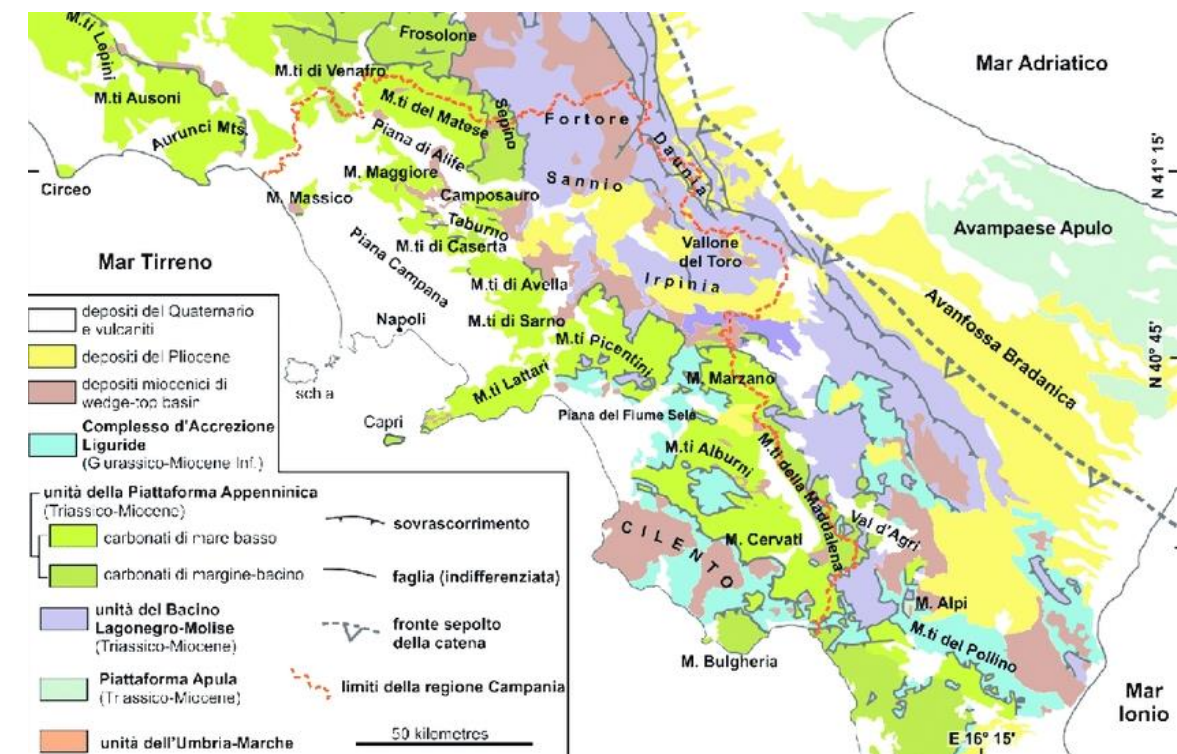 M.ti Lepini
M.ti Ausoni
Aurunci Mts.
Circeo
M.ti di Venafro
Frosolone
M.ti del Matese
Sepino
Piana di Alife
M. Maggiore
M. Massico
Camposauro
Taburno
M.ti di Caserta
Piana Campana
M.ti di Avella
M.ti di Sarno
Napoli
Mar Tirreno
Fortore
Sannio
Daunia
Vallone
del Toro
Irpinia
Mar Adriatico
N 41° 15'
Avampaese Apulo
Avanfossa Bradanica
N 40° 45'
M.ti Picentini
M.ti Lattari
Capri
M. Marzano
Piana del Fiume Sele
M.ti Alburni
M.ti della Maddalena
CILENTO
M. Cervati
Val d'Agri
M. Alpi
M.ti del Pollino
M. Bulgheria
Mar
Ionio
E 16° 15'
depositi del Quaternario
e vulcaniti
depositi del Pliocene
depositi miocenici di
wedge-top basin
Complesso d'Accrezione
Liguride
(Giurassico-Miocene Inf.)
unità della Piattaforma Appenninica
(Triassico-Miocene)
carbonati di mare basso
carbonati di margine-bacino
unità del Bacino
Lagonegro-Molise
(Triassico-Miocene)
Piattaforma Apula
(Triassico-Miocene)
unità dell'Umbria-Marche
sovrascorrimento
faglia (indifferenziata)
fronte sepolto
della catena
limiti della regione Campania
50 kilometres